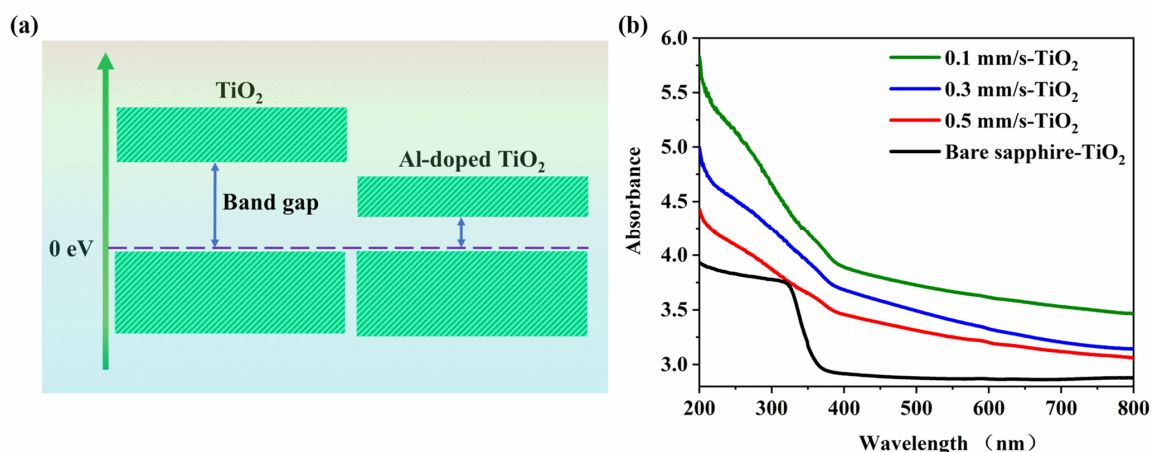 (a)
TiO₂
Al-doped TiO₂
Band gap
0 eV
(b)
6.0
5.5
5.0
4.5
4.0
3.5
3.0
Absorbance
0.1 mm/s-TiO₂
0.3 mm/s-TiO₂
0.5 mm/s-TiO₂
Bare sapphire-TiO₂
200 300 400 500 600 700 800
Wavelength （nm）